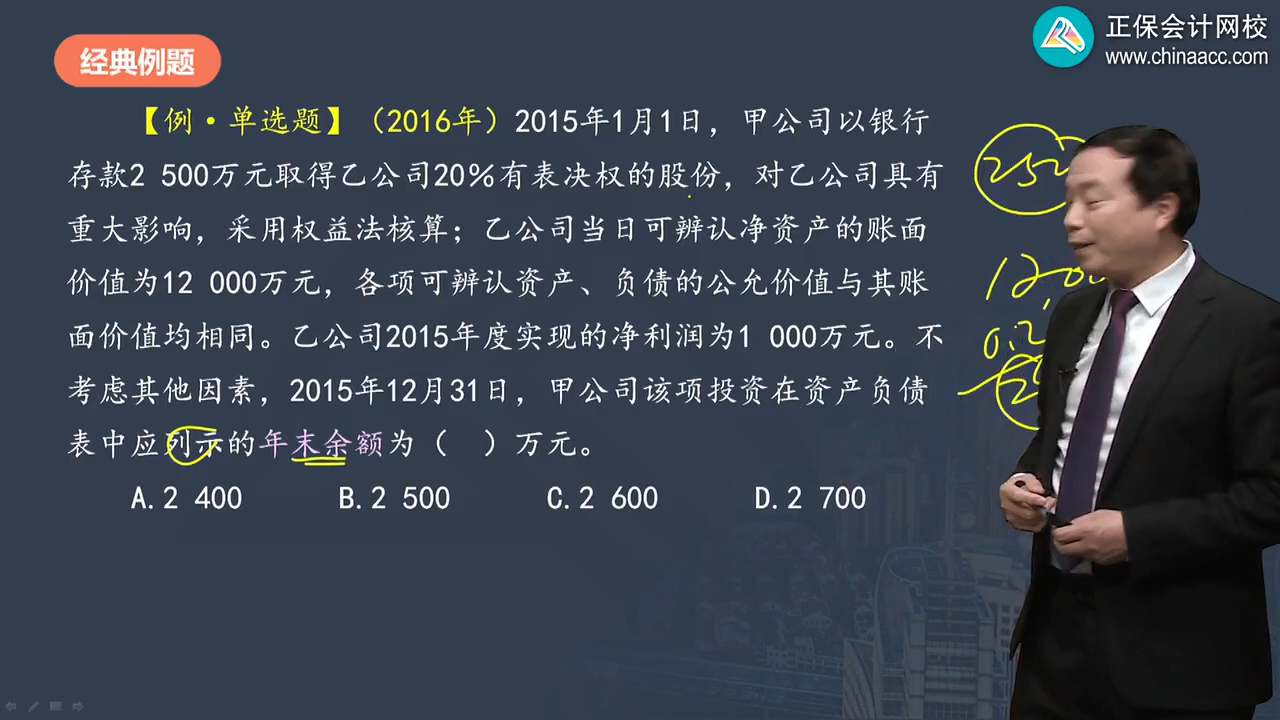 正保会计网校
www.chinaacc.com
经典例题
【例·单选题】（2016年）2015年1月1日，甲公司以银行
存款2 500万元取得乙公司20%有表决权的股份，对乙公司具有
重大影响，采用权益法核算；乙公司当日可辨认净资产的账面
价值为12 000万元，各项可辨认资产、负债的公允价值与其账
面价值均相同。乙公司2015年度实现的净利润为1 000万元。不
考虑其他因素，2015年12月31日，甲公司该项投资在资产负债
表中应列示的年末余额为（ ）万元。
A.2 400 B.2 500 C.2 600 D.2 700